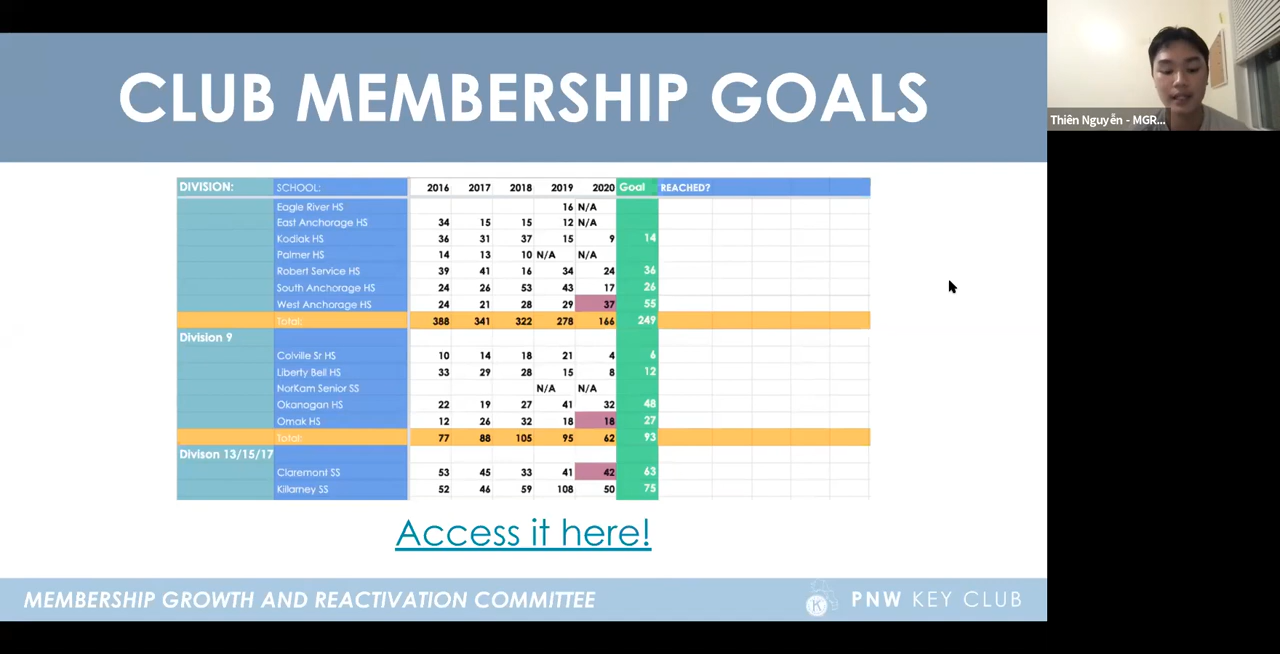 CLUB MEMBERSHIP GOALS
Thiên Nguyễn - MGR...
DIVISION: SCHOOL: 2016 2017 2018 2019 2020 Goal REACHED?
Eagle River HS 16 N/A
East Anchorage HS 34 15 15 12 N/A
Kodiak HS 36 31 37 15 9 14
Palmer HS 14 13 10 N/A N/A
Robert Service HS 39 41 16 34 24 36
South Anchorage HS 24 26 53 43 17 26
West Anchorage HS 24 21 28 29 37 55
Total: 388 341 322 278 166 249
Division 9
Colville Sr HS 10 14 18 21 4 6
Liberty Bell HS 33 29 28 15 8 12
NorKam Senior SS N/A N/A
Okanogan HS 22 19 27 41 32 48
Omak HS 12 26 32 18 18 27
Total: 77 88 105 95 62 93
Divison 13/15/17
Claremont SS 53 45 33 41 42 63
Killarney SS 52 46 59 108 50 75
Access it here!
MEMBERSHIP GROWTH AND REACTIVATION COMMITTEE
K
PNW KEY CLUB